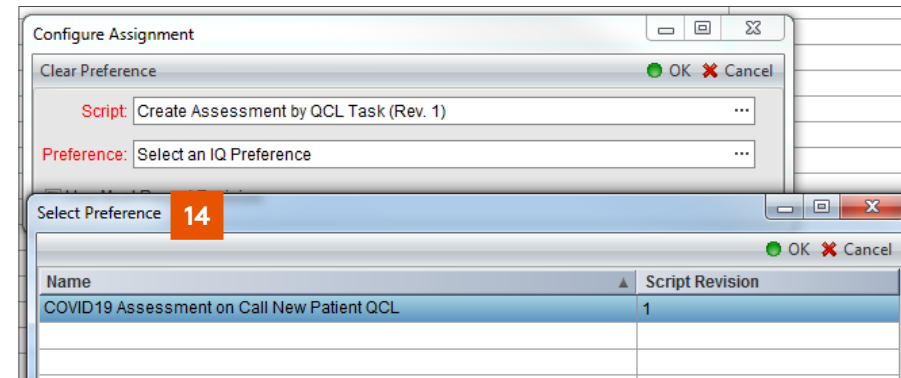 Configure Assignment
Clear Preference OK Cancel
Script: Create Assessment by QCL Task (Rev. 1) ...
Preference: Select an IQ Preference ...
Select Preference 14
OK Cancel
Name Script Revision
COVID19 Assessment on Call New Patient QCL 1